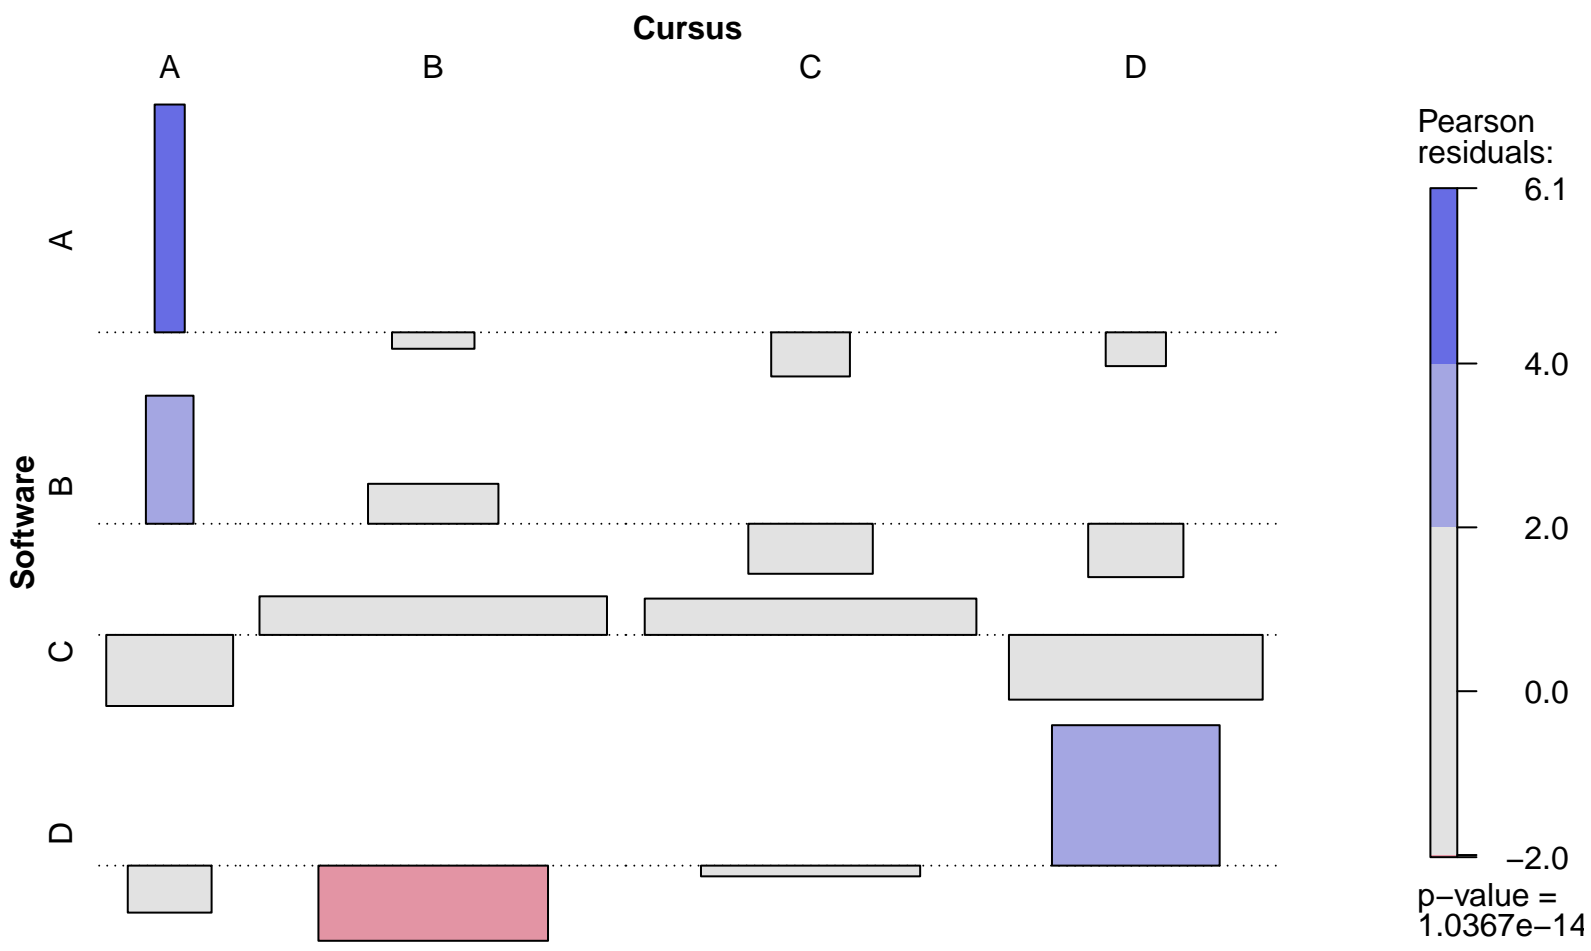 Cursus
A B C D
Software
A
B
C
D
Pearson
residuals:
6.1
4.0
2.0
0.0
−2.0
p−value =
1.0367e−14